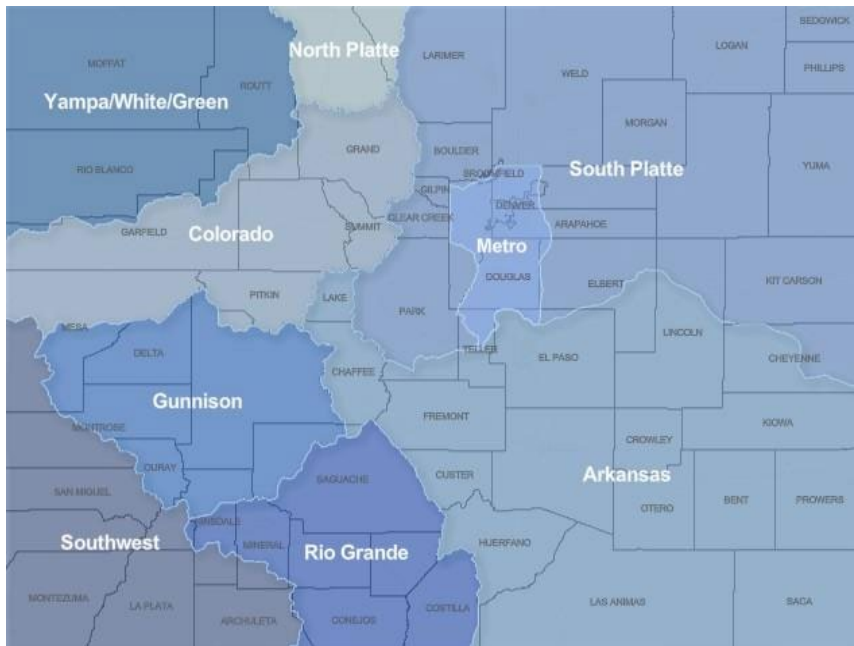 SEDGWICK
North Platte
LOGAN
LARIMER
MOFFAT
PHILLIPS
WELD
ROUTT
Yampa/White/Green
MORGAN
GRAND
BOULDER
RIO BLANCO
SOUTH PLATTE
YUMA
BROOMFIELD
GILPIN
DENVER
CLEAR CREEK
ARAPAHOE
SUMMIT
GARFIELD
Colorado
Metro
DOUGLAS
ELBERT
KIT CARSON
PITKIN
LAKE
PARK
MESA
LINCOLN
TELLER
DELTA
EL PASO
CHEYENNE
CHAFFEE
Gunnison
FREMONT
KIOWA
MONTROSE
CROWLEY
OURAY
Arkansas
CUSTER
SAGUACHE
SAN MIGUEL
BENT
PROWERS
OTERO
HINSDALE
Southwest
HUERFANO
MINERAL
Rio Grande
MONTEZUMA
LA PLATA
COSTILLA
LAS ANIMAS
SACA
ARCHULETA
CONEJOS